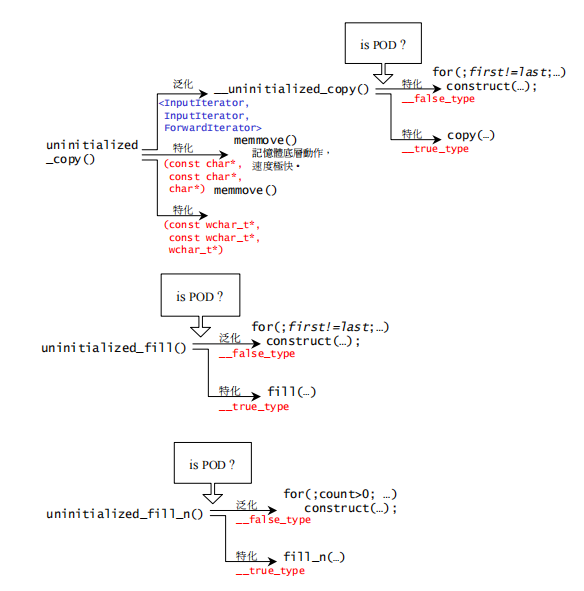 is POD ?
for(;first!=last;…)
construct(…);
泛化
__uninitialized_copy()
特化
__false_type
<InputIterator,
InputIterator,
ForwardIterator>
特化
copy(…)
__true_type
uninitialized
_copy()
memmove()
特化
記憶體底層動作，
速度極快。
(const char*,
const char*,
char*)
memmove()
特化
(const wchar_t*,
const wchar_t*,
wchar_t*)
is POD ?
for(;first!=last;…)
泛化
construct(…);
uninitialized_fill()
__false_type
特化
fill(…)
__true_type
is POD ?
for(;count>0; …)
泛化
construct(…);
uninitialized_fill_n()
__false_type
特化
fill_n(…)
__true_type